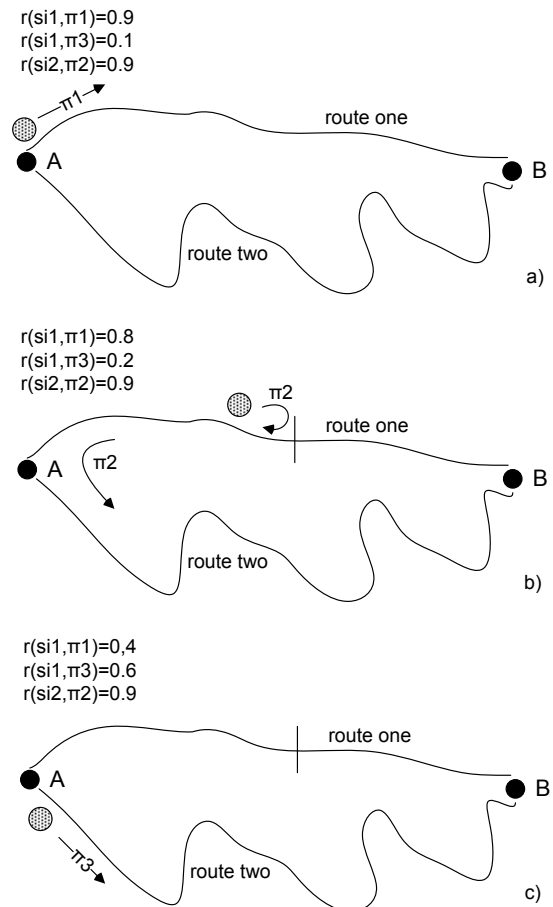 r(si1,π1)=0.9
r(si1,π3)=0.1
r(si2,π2)=0.9
π1
route one
A
B
route two
a)
r(si1,π1)=0.8
r(si1,π3)=0.2
r(si2,π2)=0.9
π2
route one
π2
A
B
route two
b)
r(si1,π1)=0,4
r(si1,π3)=0.6
r(si2,π2)=0.9
route one
A
B
π3
route two
c)